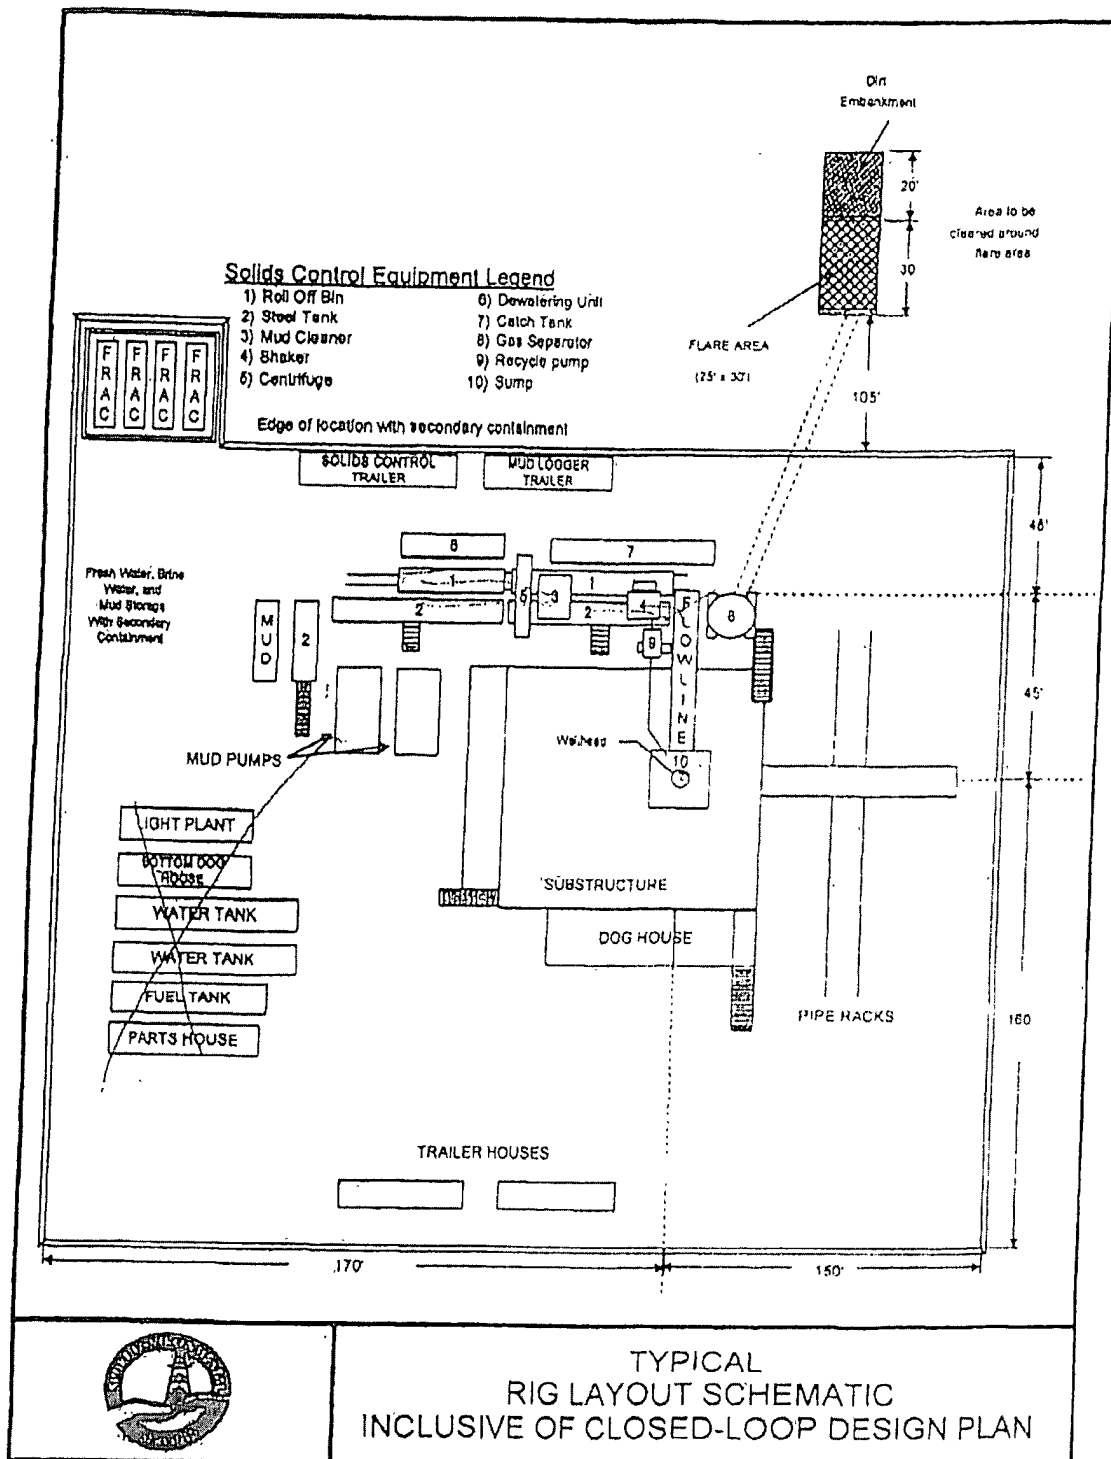 Dirt
Embankment
20'
Area to be
cleared around
flare area
30
Solids Control Equipment Legend
1) Roll Off Bin
2) Steel Tank
3) Mud Cleaner
4) Shaker
5) Centrifuge
6) Dewatering Unit
7) Catch Tank
8) Gas Separator
9) Recycle pump
10) Sump
FLARE AREA
(25' x 30')
105'
FRAC
FRAC
FRAC
FRAC
Edge of location with secondary containment
SOLIDS CONTROL
TRAILER
MUD LOGGER
TRAILER
45'
Fresh Water, Brine
Water, and
Mud Storage
With Secondary
Containment
6
7
1
5
3
1
2
2
4
8
9
MUD
2
FLOWLINE
45'
Wellhead
10
MUD PUMPS
LIGHT PLANT
BOTTOM DOG
HOUSE
WATER TANK
WATER TANK
FUEL TANK
PARTS HOUSE
SUBSTRUCTURE
DOG HOUSE
PIPE RACKS
160
TRAILER HOUSES
170'
150'
TYPICAL
RIG LAYOUT SCHEMATIC
INCLUSIVE OF CLOSED-LOOP DESIGN PLAN